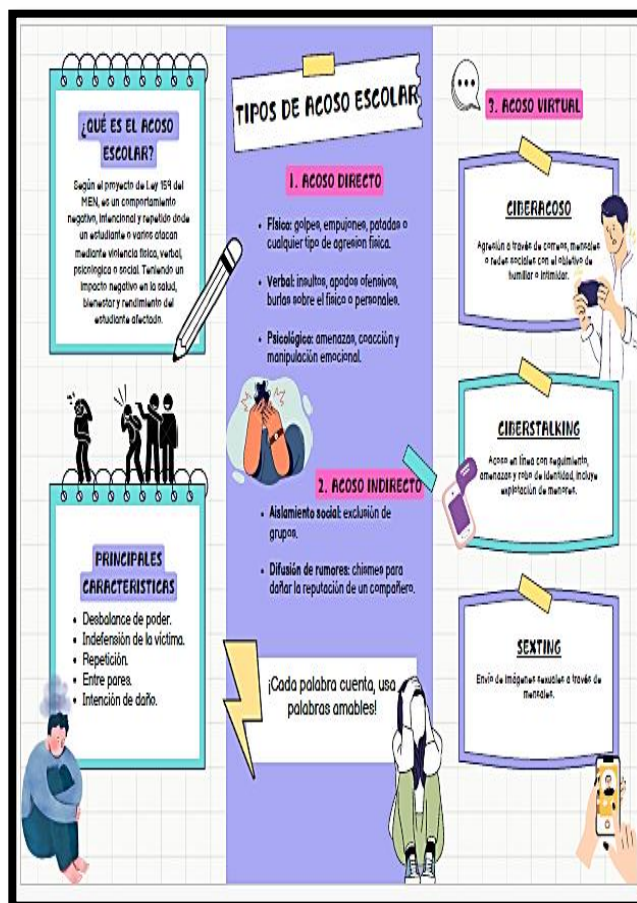 ¿QUÉ ES EL ACOSO
ESCOLAR?
Según el proyecto de Ley 159 del
MEN, es un comportamiento
negativo, intencional y repetido dode
un estudiante o varios atacan
mediante violencia física, verbal,
psicologica o social. Teniendo un
impacto negativo en la salud,
bienestar y rendimiento del
estudiante afectado.
PRINCIPALES
CARACTERISTICAS
• Desbalance de poder.
• Indefensión de la víctima.
• Repetición.
• Entre pares.
• Intención de daño.
TIPOS DE ACOSO ESCOLAR
1. ACOSO DIRECTO
• Físico: golpes, empujones, patadas o
cualquier tipo de agresion física.
• Verbal: insultos, apodos ofensivos,
burlas sobre el físico o personales.
• Psicológico: amenazas, coacción y
manipulación emocional.
2. ACOSO INDIRECTO
• Aislamiento social: exclusión de
grupos.
• Difusión de rumores: chismes para
dañar la reputación de un compañero.
¡Cada palabra cuenta, usa
palabras amables!
3. ACOSO VIRTUAL
CIBERACOSO
Agresión a través de correos, mensajes
o redes sociales con el objetivo de
humillar o intimidar.
CIBERSTALKING
Acoso en línea con seguimiento,
amenazas y robo de identidad, incluye
explotación de menores.
SEXTING
Envío de imágenes sexuales a través de
mensajes.